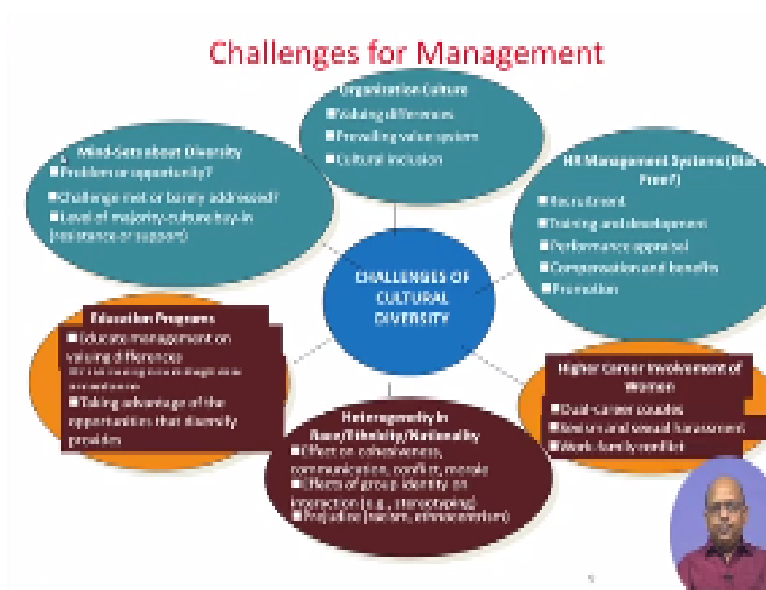 Challenges for Management
Organization Culture
■Valuing differences
■Prevailing value system
■Cultural inclusion
Mind-Sets about Diversity
■Problem or opportunity?
■Challenge met or barely addressed?
■Level of majority-culture buy-in
(resistance or support)
HR Management Systems (Bias
Proof?)
■Recruitment
■Training and development
■Performance appraisal
■Compensation and benefits
■Promotion
CHALLENGES OF
CULTURAL
DIVERSITY
Education Programs
■Educate management on
valuing differences
■Taking advantage of the
opportunities that diversity
provides
Higher Career Involvement of
Women
■Dual-career couples
■Sexism and sexual harassment
■Work-family conflict
Heterogeneity in
Race/Ethnicity/Nationality
■Effect on cohesiveness,
communication, conflict, morale
■Effects of group identity on
interaction (e.g., stereotyping)
■Prejudice (racism, ethnocentrism)